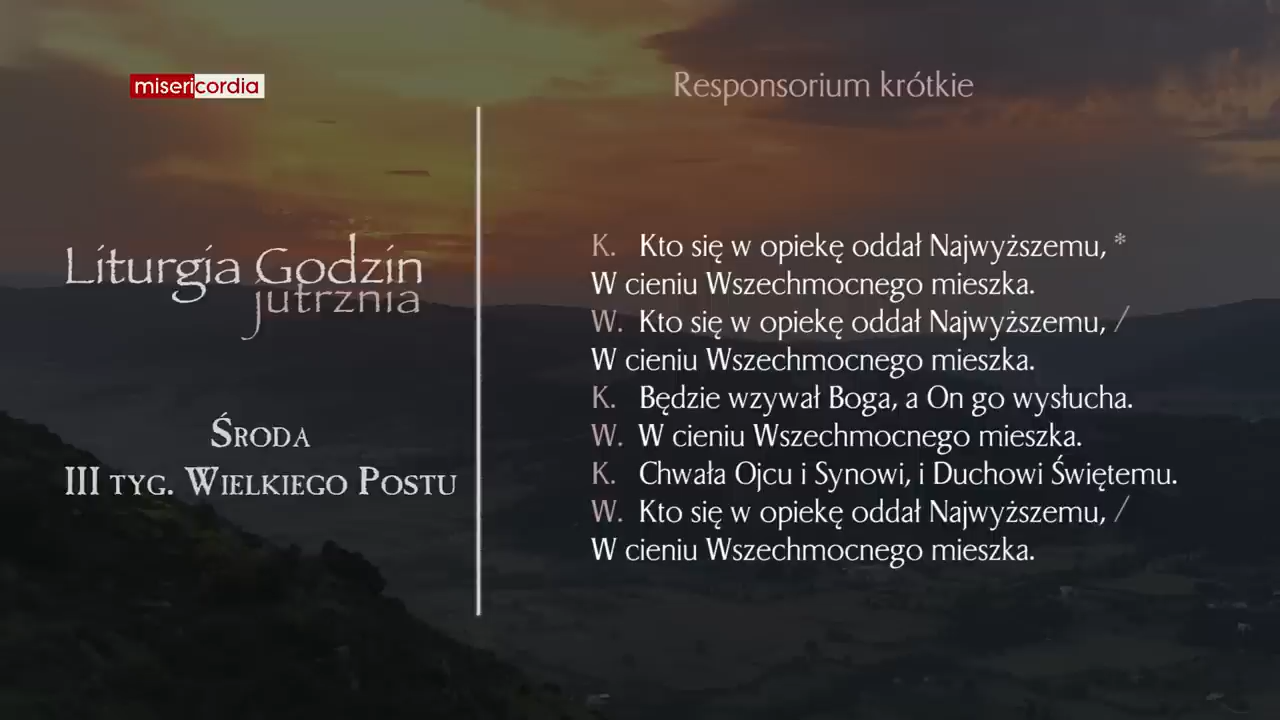 misericordia
Responsorium krótkie
Liturgia Godzin
jutrznia
Środa
III tyg. Wielkiego Postu
K. Kto się w opiekę oddał Najwyższemu, *
W cieniu Wszechmocnego mieszka.
W. Kto się w opiekę oddał Najwyższemu, /
W cieniu Wszechmocnego mieszka.
K. Będzie wzywał Boga, a On go wysłucha.
W. W cieniu Wszechmocnego mieszka.
K. Chwała Ojcu i Synowi, i Duchowi Świętemu.
W. Kto się w opiekę oddał Najwyższemu, /
W cieniu Wszechmocnego mieszka.